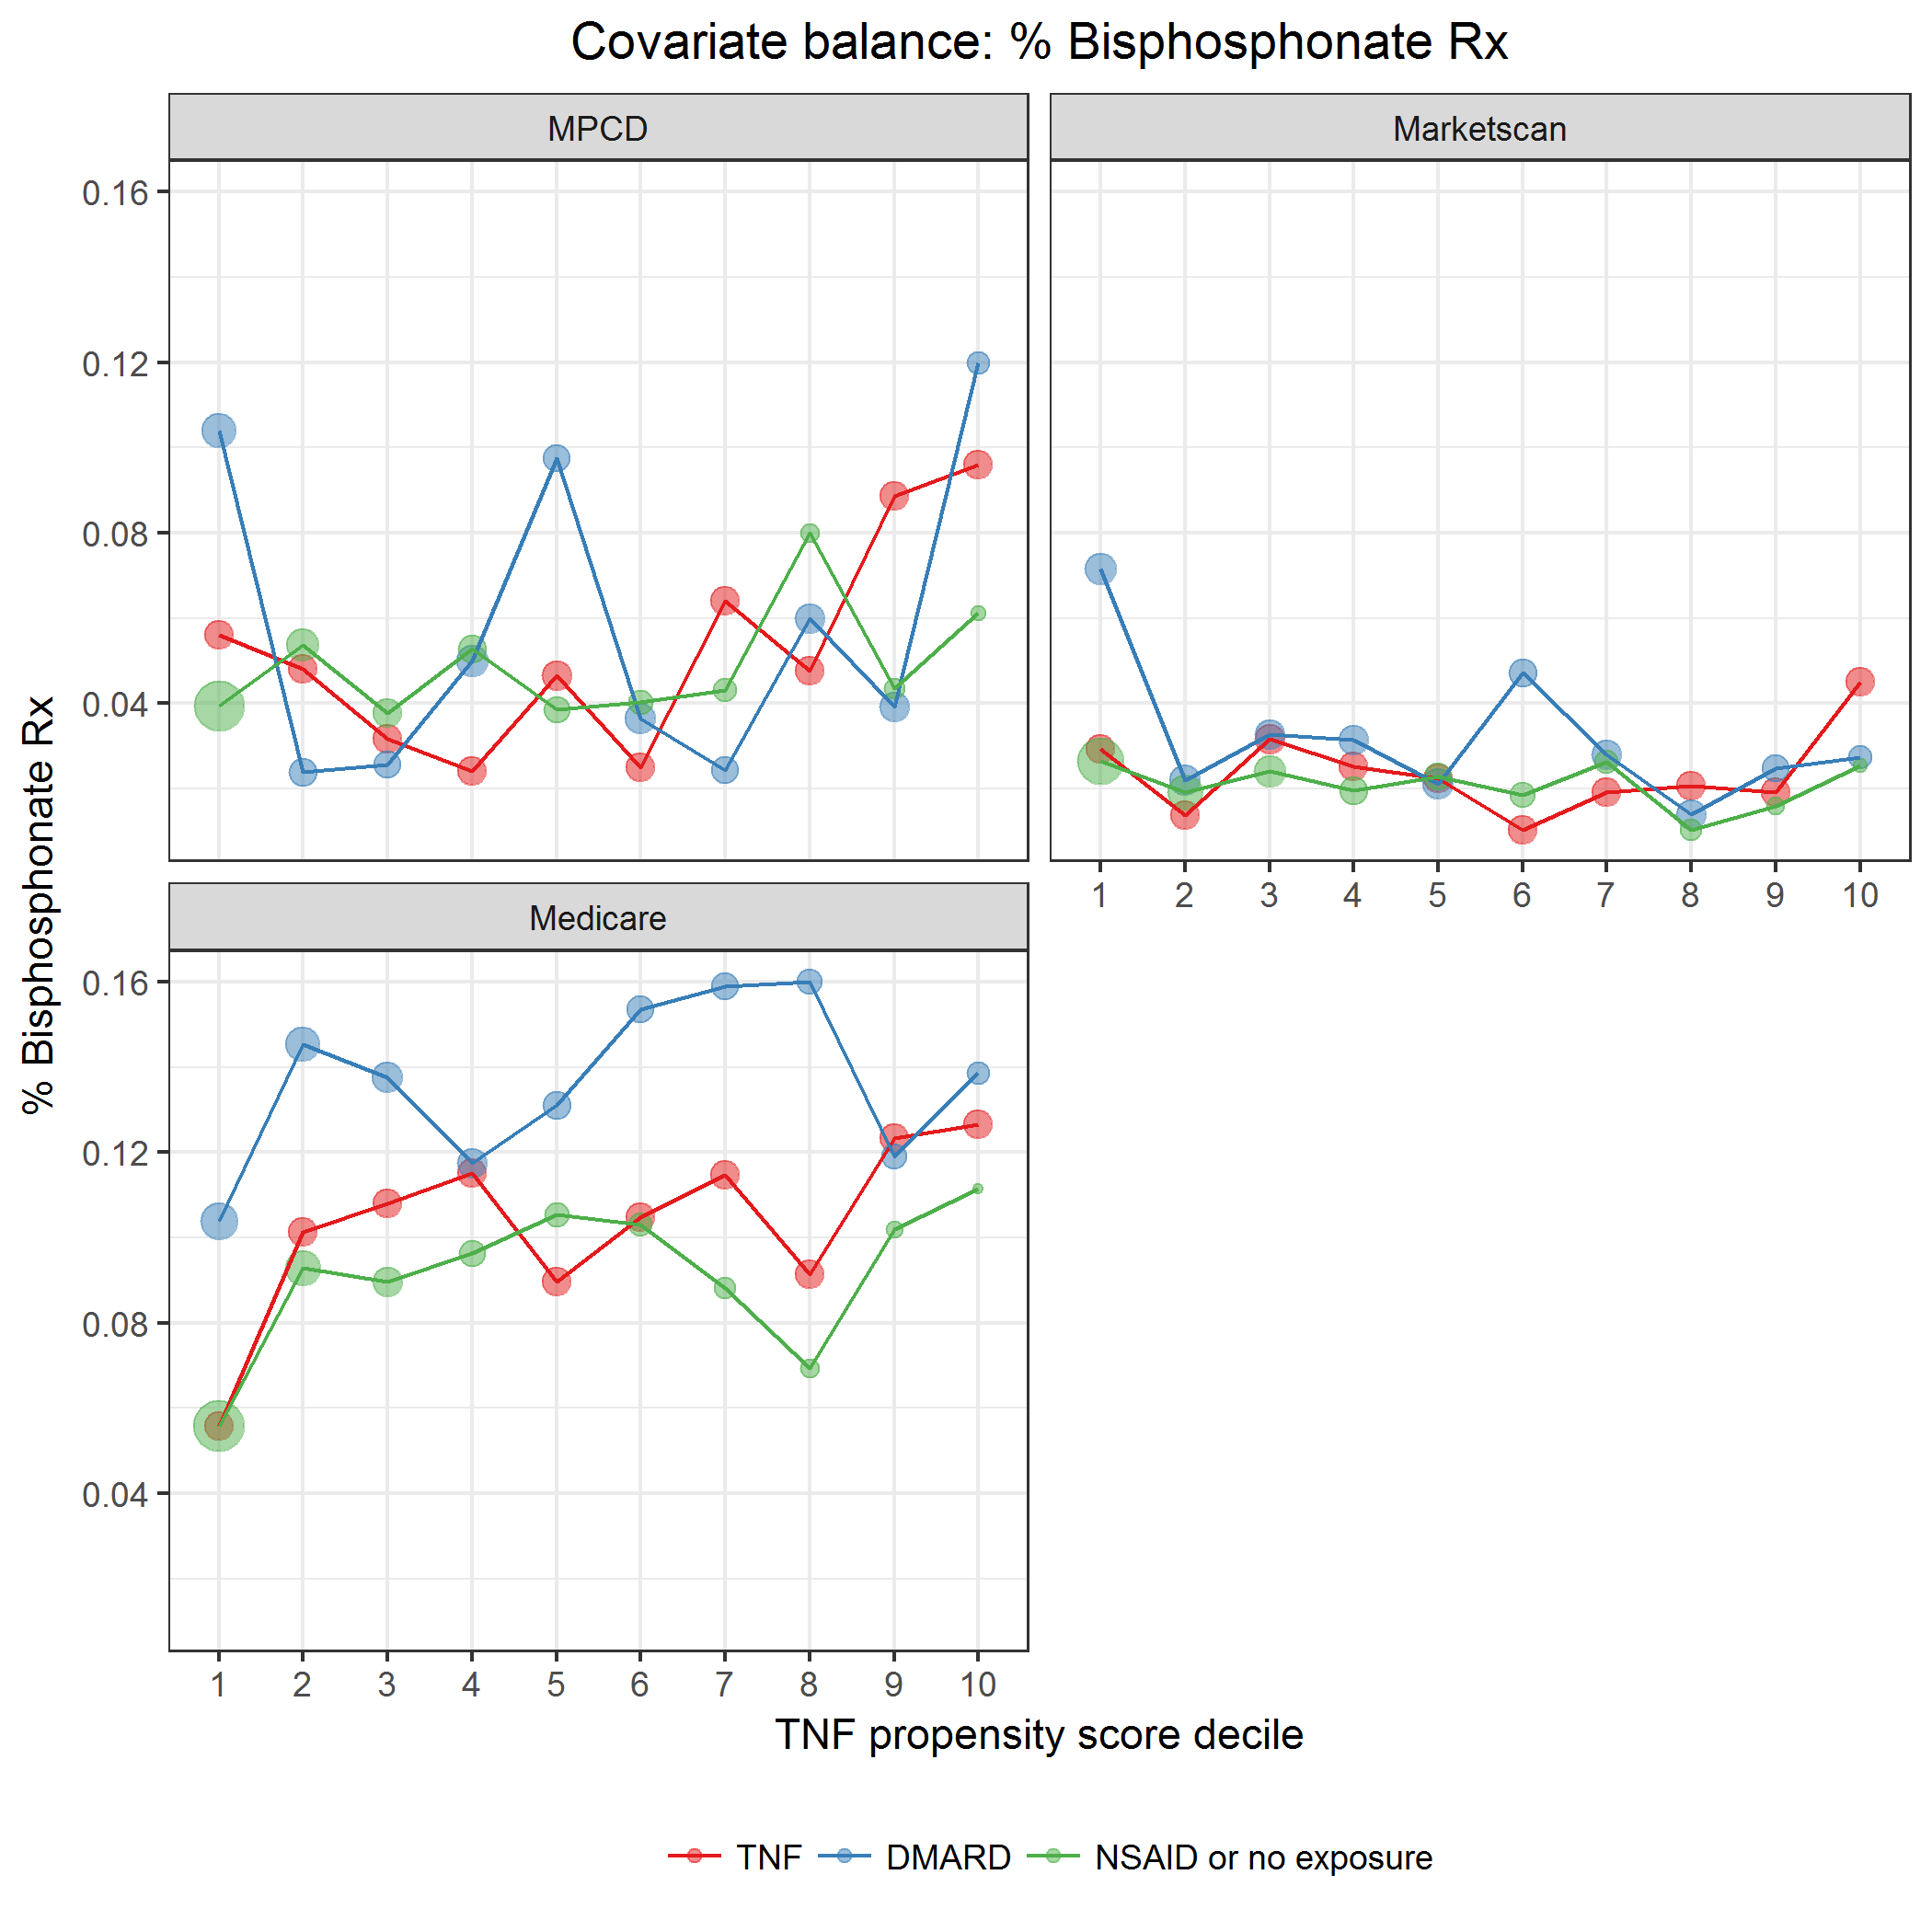 Covariate balance: % Bisphosphonate Rx
MPCD
Marketscan
0.16
0.12
0.08
0.04
1 2 3 4 5 6 7 8 9 10
Medicare
0.16
0.12
0.08
0.04
1 2 3 4 5 6 7 8 9 10
% Bisphosphonate Rx
TNF propensity score decile
TNF DMARD NSAID or no exposure